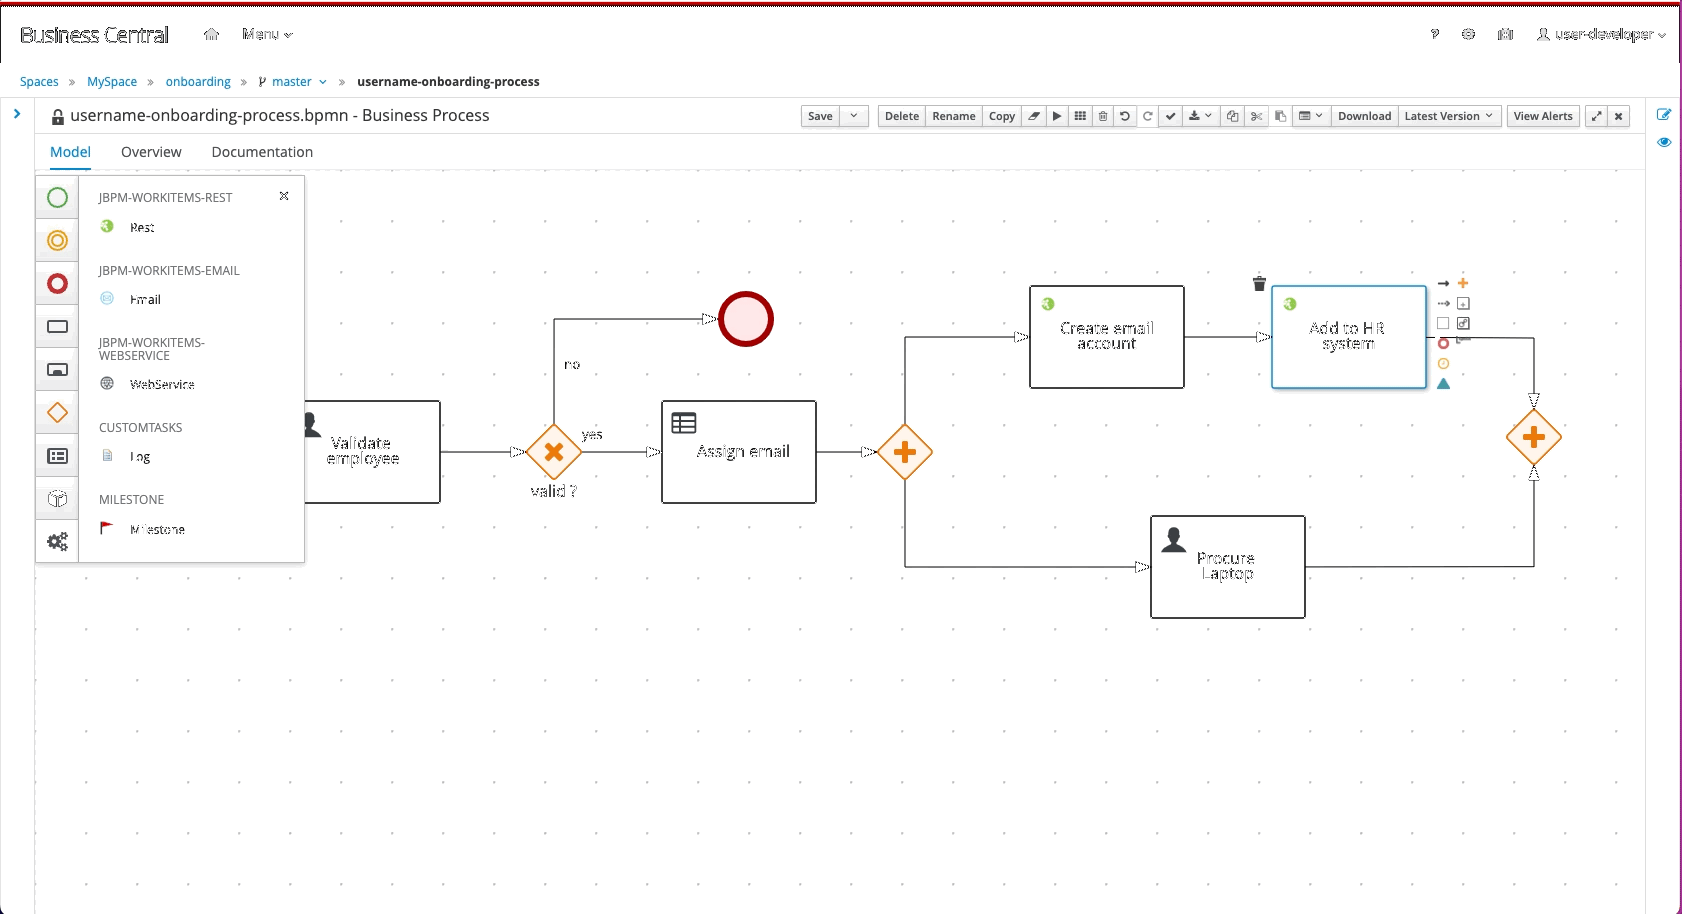 Business Central
Menu
?
user-developer
Spaces » MySpace » onboarding » master » username-onboarding-process
username-onboarding-process.bpmn - Business Process
Save
Delete
Rename
Copy
Download
Latest Version
View Alerts
Model
Overview
Documentation
JBPM-WORKITEMS-REST
Rest
JBPM-WORKITEMS-EMAIL
Email
JBPM-WORKITEMS-
WEBSERVICE
WebService
CUSTOMTASKS
Log
MILESTONE
Milestone
Validate
employee
no
yes
valid ?
Assign email
Create email
account
Add to HR
system
Procure
Laptop